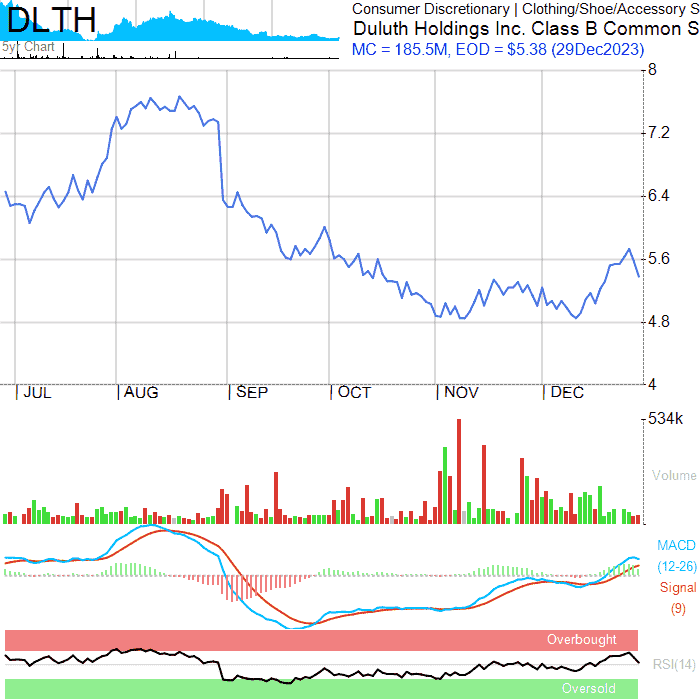 DLTH
5yr Chart
Consumer Discretionary | Clothing/Shoe/Accessory S
Duluth Holdings Inc. Class B Common S
MC = 185.5M, EOD = $5.38 (29Dec2023)
8
7.2
6.4
5.6
4.8
4
JUL AUG SEP OCT NOV DEC
534k
Volume
MACD
(12-26)
Signal
(9)
Overbought
RSI(14)
Oversold